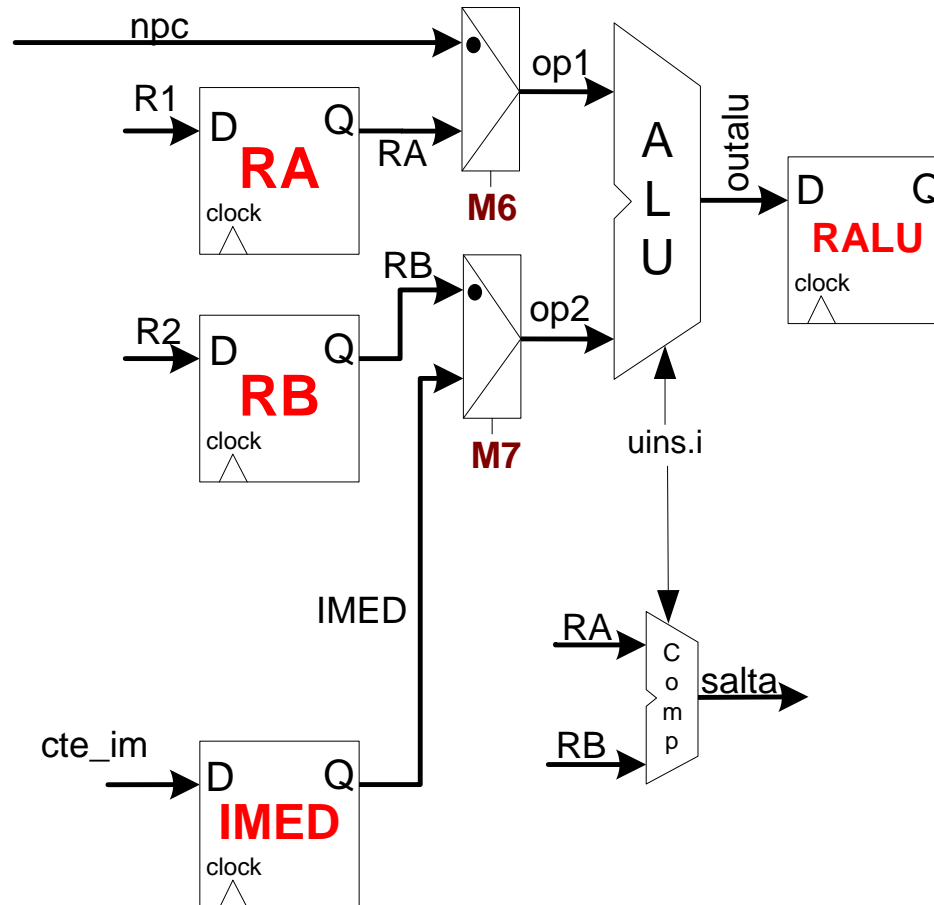 npc
R1
D
Q
RA
clock
RA
M6
op1
A
L
U
outalu
D
Q
RALU
clock
R2
D
Q
RB
clock
RB
M7
op2
uins.i
IMED
RA
RB
C
o
m
p
salta
cte_im
D
Q
IMED
clock